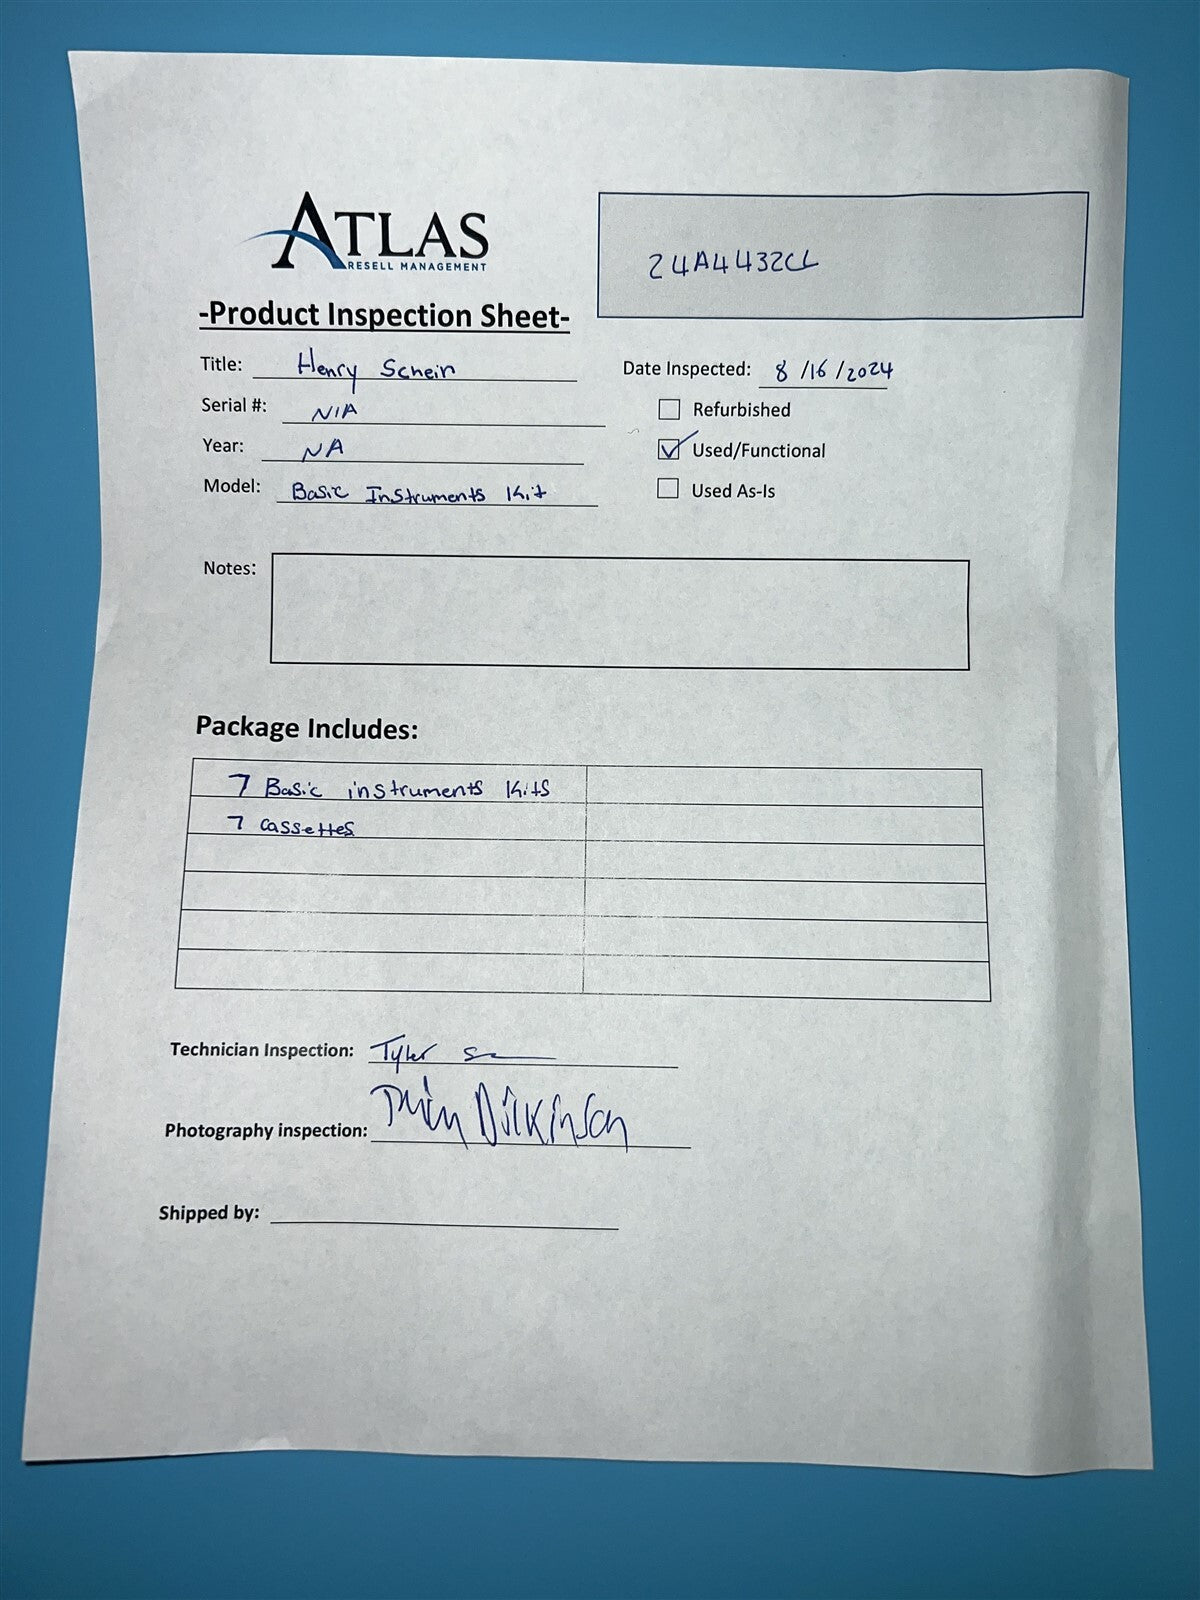 ATLAS
RESELL MANAGEMENT
24A4432CL
-Product Inspection Sheet-
Title: Henry Schein
Date Inspected: 8/16/2024
Serial #: N/A
Refurbished
Year: NA
Used/Functional
Model: Basic Instruments Kit
Used As-Is
Notes:
Package Includes:
7 Basic instruments Kits
7 cassettes
Technician Inspection: Tyler
Photography inspection: Dilkinson
Shipped by: